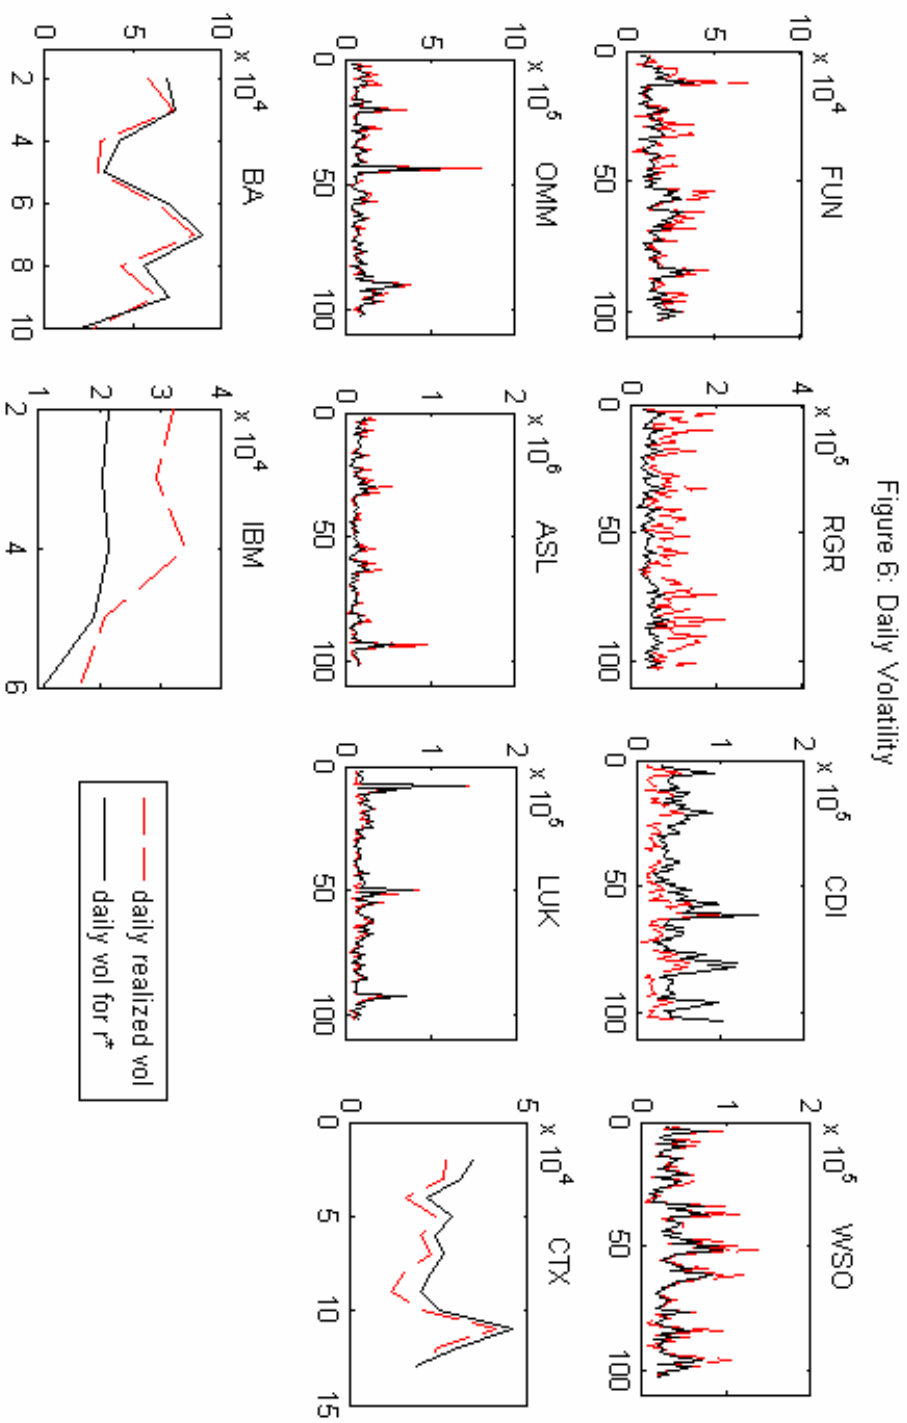 Figure 6: Daily Volatility
x 10^4 FUN
10
5
0
0 50 100
x 10^5 RGR
4
2
0
0 50 100
x 10^5 CDI
2
1
0
0 50 100
x 10^5 WSO
2
1
0
0 50 100
x 10^5 OMM
10
5
0
0 50 100
x 10^6 ASL
10
5
0
0 50 100
x 10^5 LUK
2
1
0
0 50 100
x 10^4 CTX
5
0
0 5 10 15
x 10^4 BA
10
5
0
2 4 6 8 10
x 10^4 IBM
4
3
2
1
2 4 6
daily realized vol
daily vol for r*